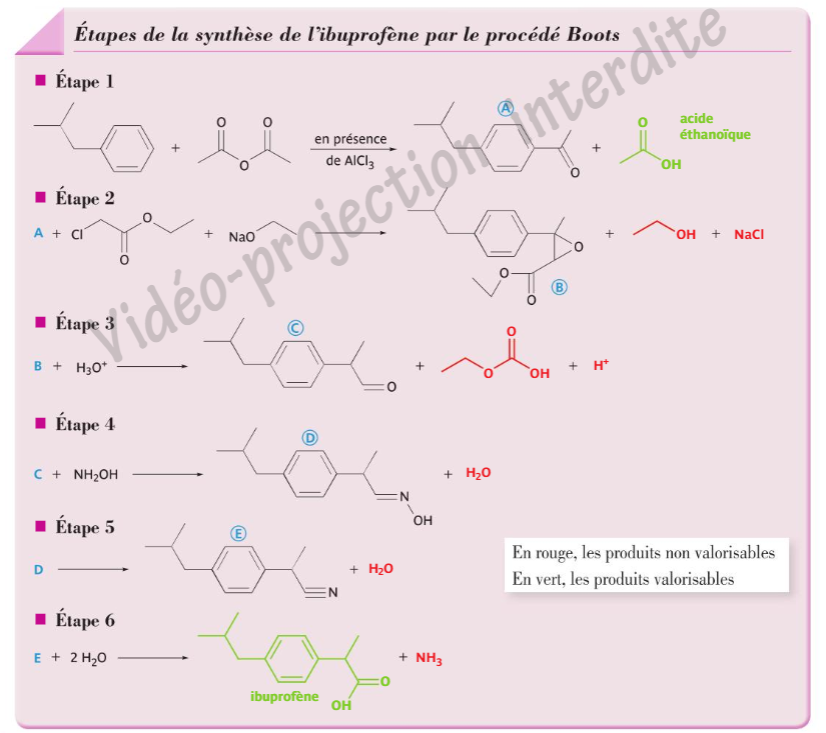 Étapes de la synthèse de l'ibuprofène par le procédé Boots
Étape 1
O O
+ O
en présence
de AlCl₃
A
O
+
O
OH
acide
éthanoïque
Étape 2
A + Cl O O + NaO
O
O
O
B
+ OH + NaCl
Étape 3
B + H₃O⁺
C
O
+ O O OH + H⁺
Étape 4
C + NH₂OH
D
N
OH
+ H₂O
Étape 5
D
E
N
+ H₂O
En rouge, les produits non valorisables
En vert, les produits valorisables
Étape 6
E + 2 H₂O
O
OH
ibuprofène
+ NH₃
Vidéo-projection interdite